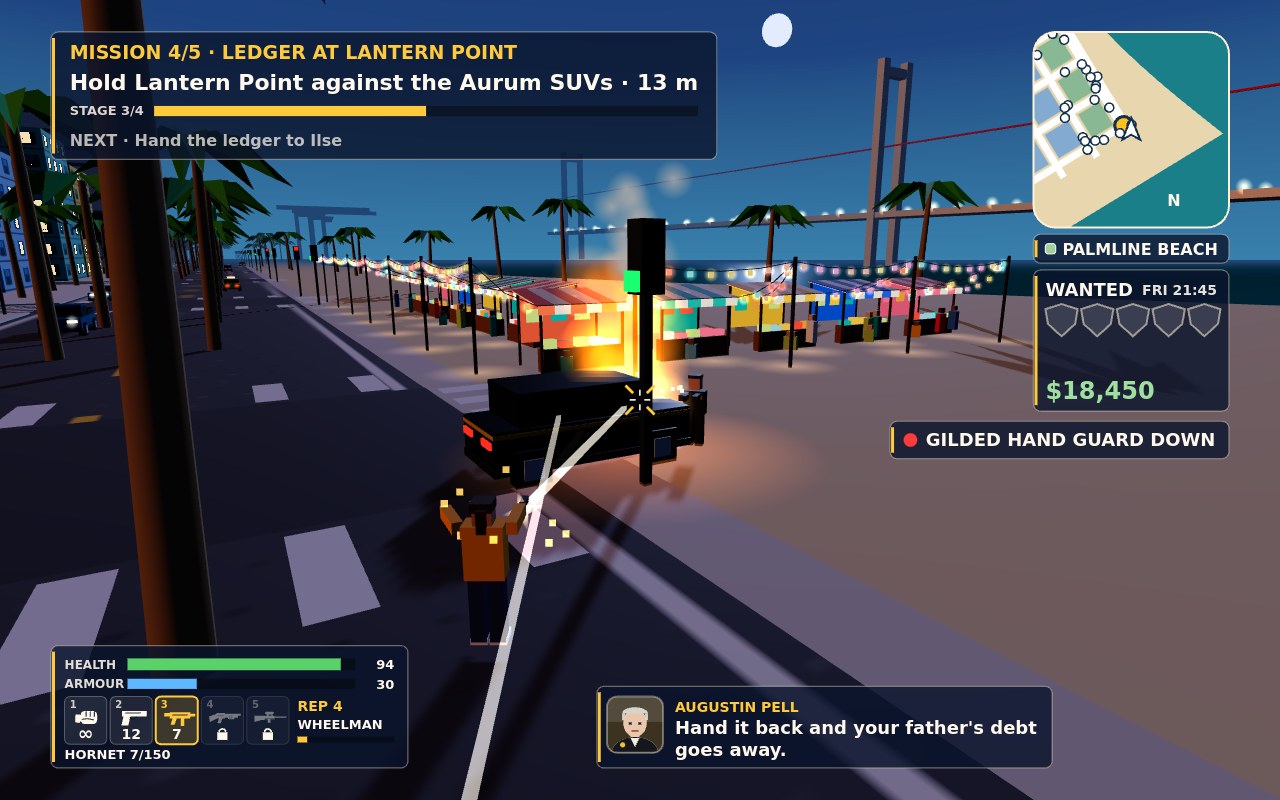 MISSION 4/5 · LEDGER AT LANTERN POINT
Hold Lantern Point against the Aurum SUVs · 13 m
STAGE 3/4
NEXT · Hand the ledger to Ilse
N
PALMLINE BEACH
WANTED FRI 21:45
$18,450
GILDED HAND GUARD DOWN
HEALTH 94
ARMOUR 30
1 2 3 4 5
∞ 12 7
REP 4
WHEELMAN
HORNET 7/150
AUGUSTIN PELL
Hand it back and your father's debt
goes away.